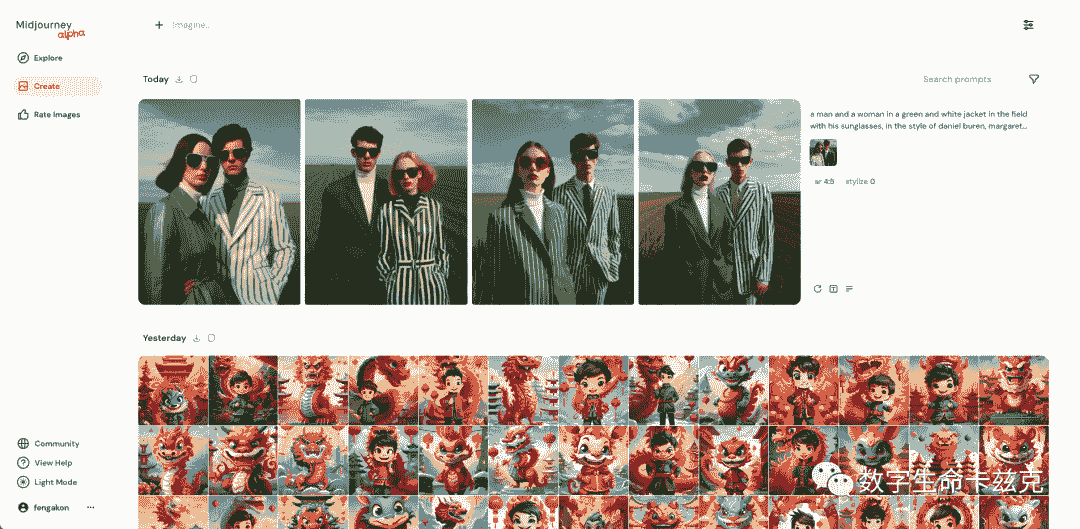 Midjourney
alpha
Imagine..
Explore
Create
Rate Images
Today
Search prompts
a man and a woman in a green and white jacket in the field
with his sunglasses, in the style of daniel buren, margaret...
ar 4:5 stylize 0
Yesterday
Community
View Help
Light Mode
fengakon
数字生命卡兹克